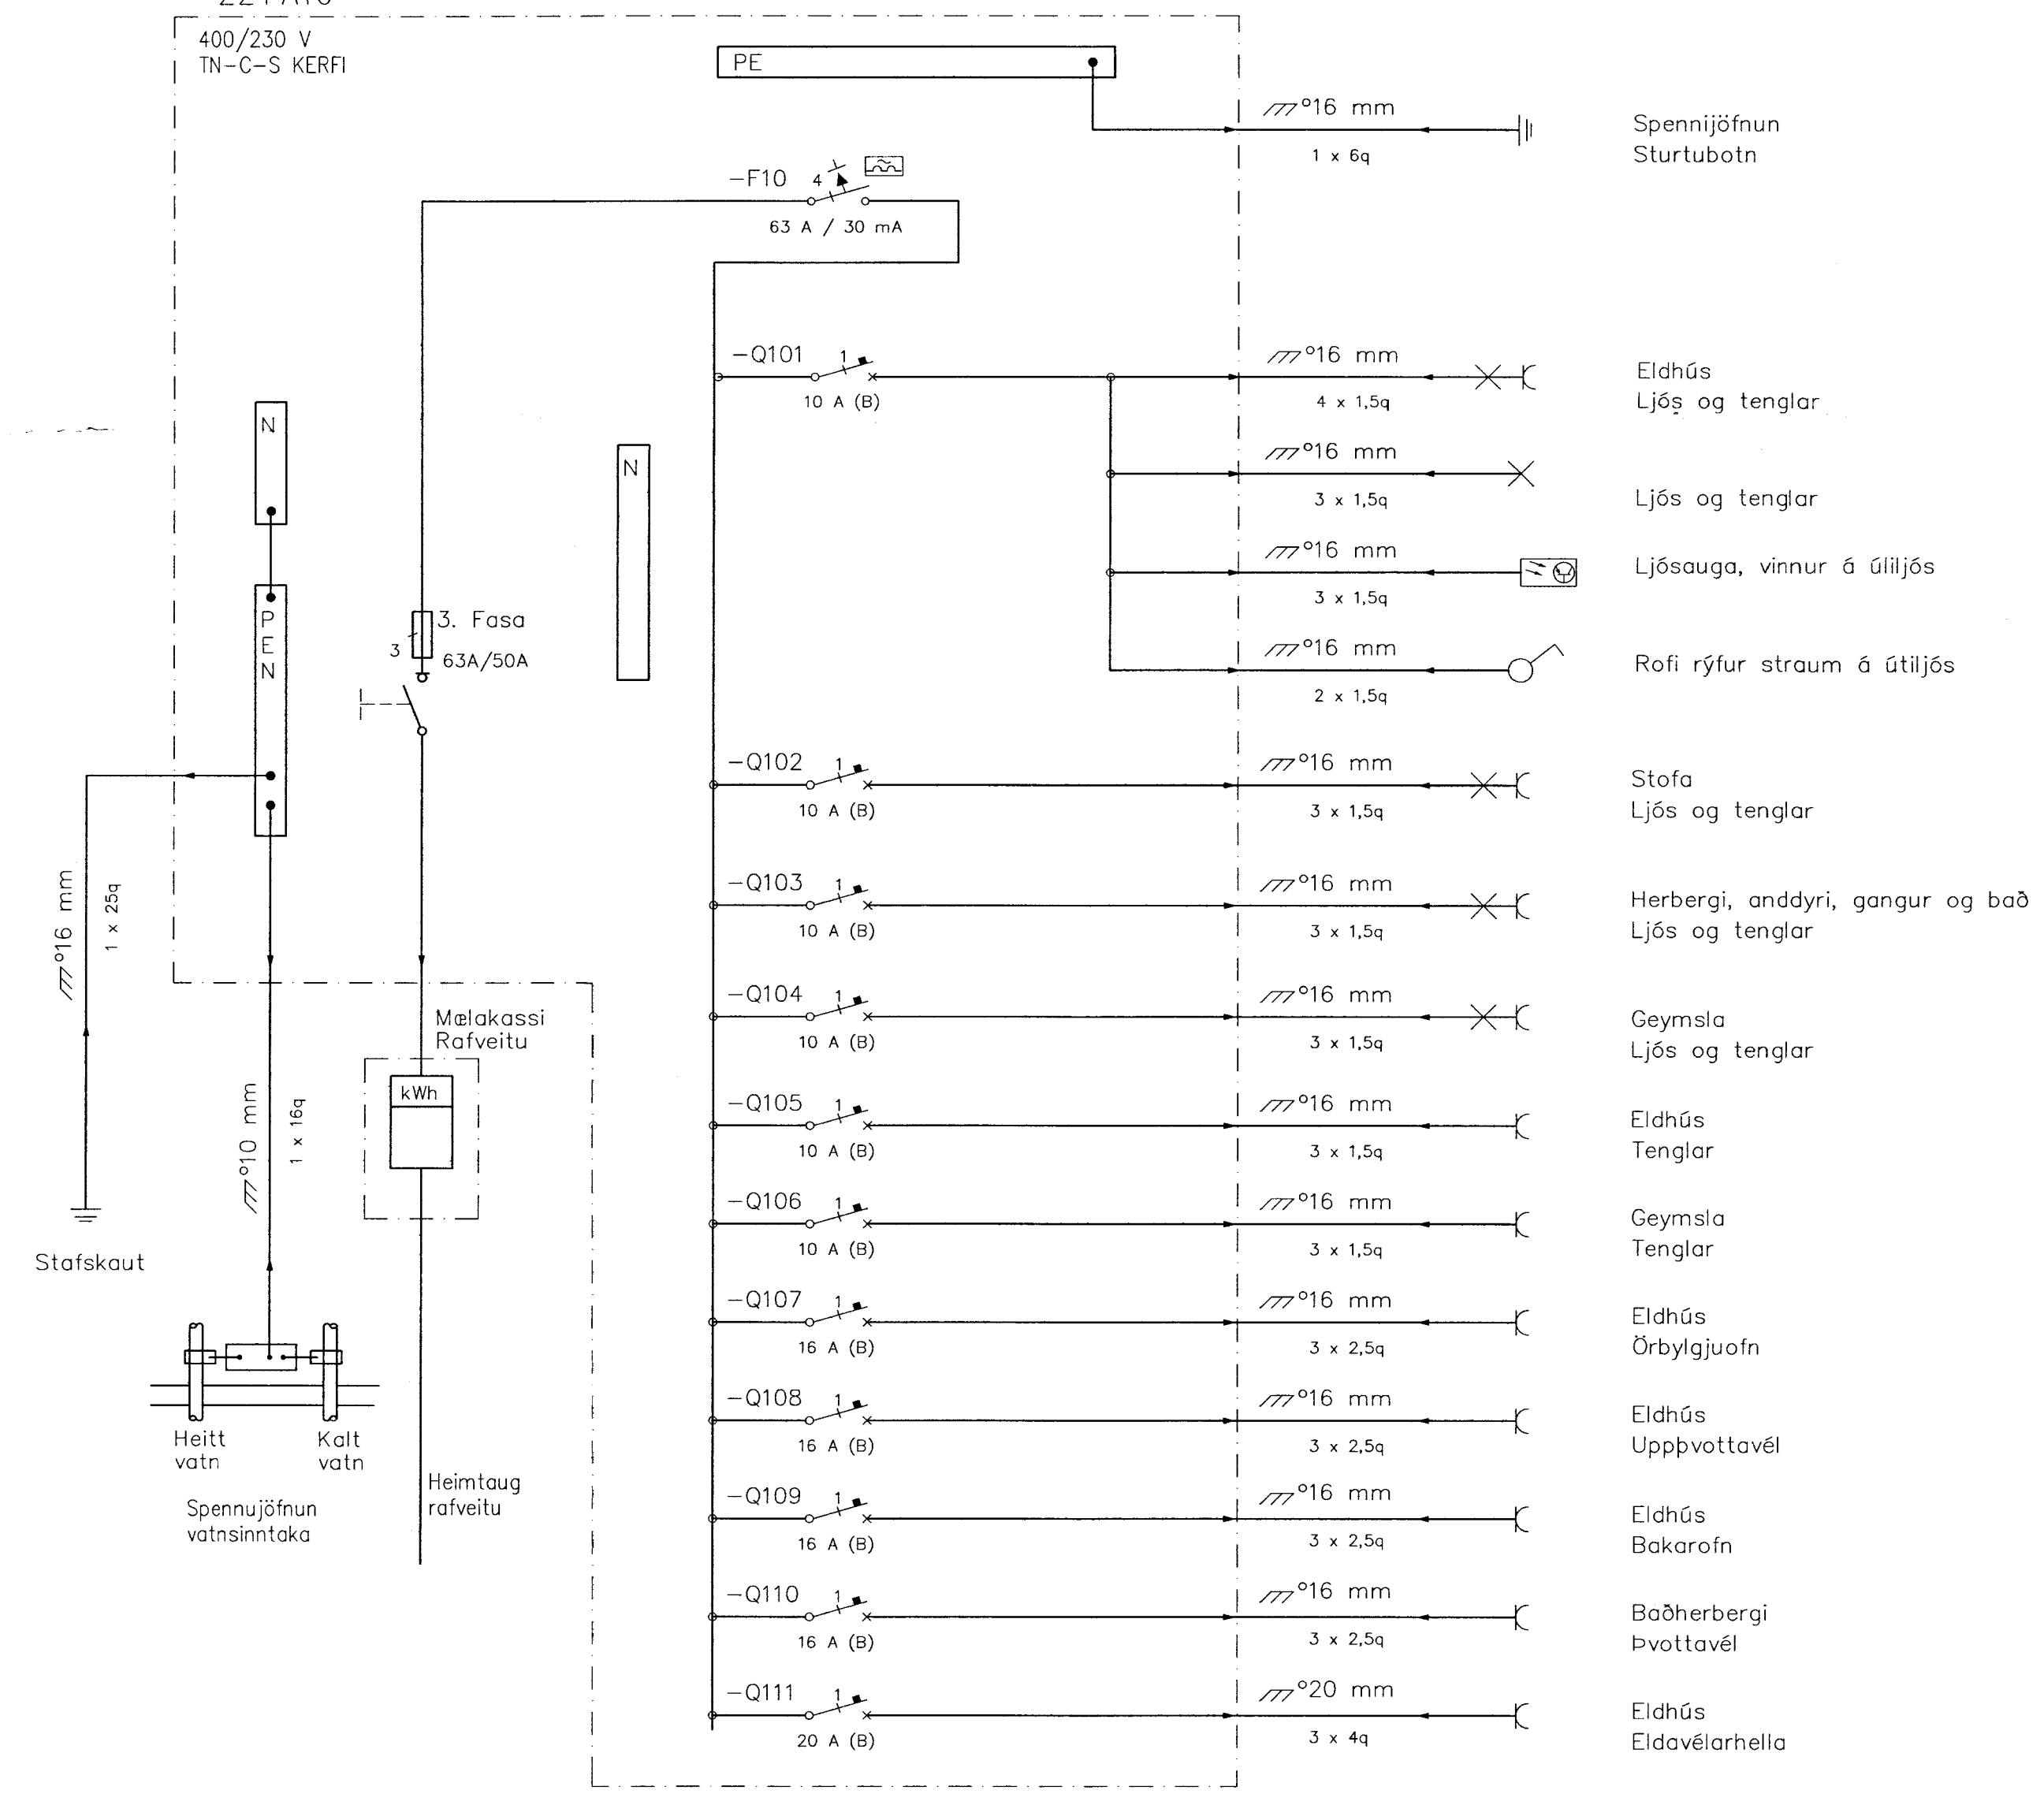 400/230 V
TN-C-S KERFI
PE
°16 mm
1 x 6q
Spennijöfnun
Sturtubotn
-F10
4
63 A / 30 mA
-Q101
1
10 A (B)
°16 mm
4 x 1,5q
Eldhús
Ljós og tenglar
°16 mm
3 x 1,5q
Ljós og tenglar
°16 mm
3 x 1,5q
Ljósauga, vinnur á úliljós
°16 mm
2 x 1,5q
Rofi rýfur straum á útiljós
N
N
PEN
3. Fasa
3
63A/50A
-Q102
1
10 A (B)
°16 mm
3 x 1,5q
Stofa
Ljós og tenglar
-Q103
1
10 A (B)
°16 mm
3 x 1,5q
Herbergi, anddyri, gangur og bað
Ljós og tenglar
-Q104
1
10 A (B)
°16 mm
3 x 1,5q
Geymsla
Ljós og tenglar
-Q105
1
10 A (B)
°16 mm
3 x 1,5q
Eldhús
Tenglar
-Q106
1
10 A (B)
°16 mm
3 x 1,5q
Geymsla
Tenglar
-Q107
1
16 A (B)
°16 mm
3 x 2,5q
Eldhús
Örbylgjuofn
-Q108
1
16 A (B)
°16 mm
3 x 2,5q
Eldhús
Uppþvottavél
-Q109
1
16 A (B)
°16 mm
3 x 2,5q
Eldhús
Bakarofn
-Q110
1
16 A (B)
°16 mm
3 x 2,5q
Baðherbergi
Þvottavél
-Q111
1
20 A (B)
°20 mm
3 x 4q
Eldhús
Eldavélarhella
°16 mm
1 x 25q
Stafskaut
°10 mm
1 x 16q
Mælakassi
Rafveitu
kWh
Heitt
vatn
Kalt
vatn
Spennujöfnun
vatnsinntaka
Heimtaug
rafveitu